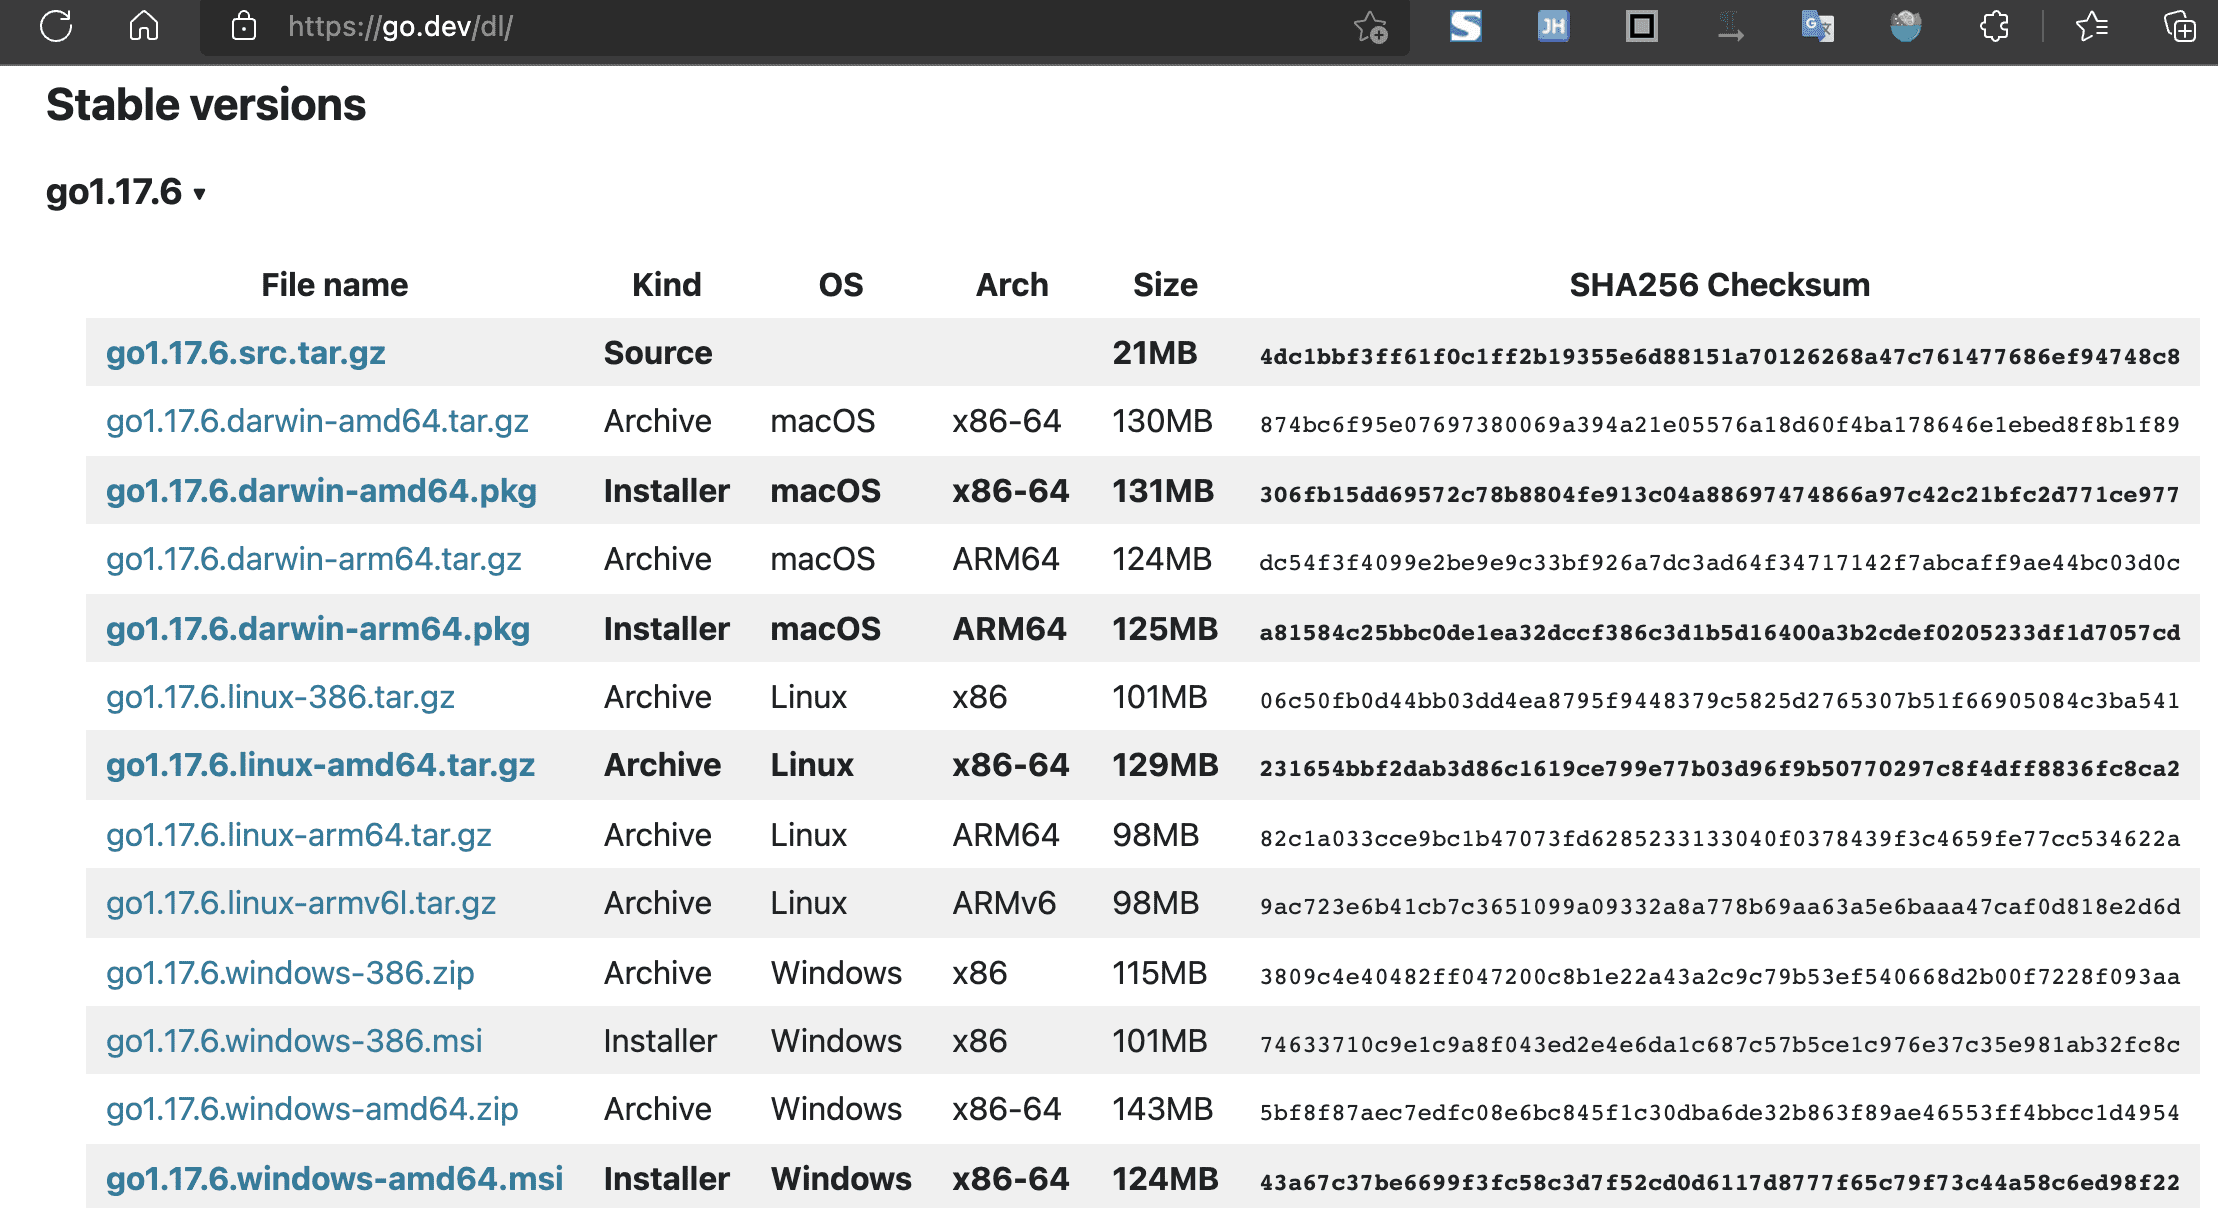 https://go.dev/dl/
Stable versions
go1.17.6 ▾
File name Kind OS Arch Size SHA256 Checksum
go1.17.6.src.tar.gz Source 21MB 4dc1bbf3ff61f0c1ff2b19355e6d88151a70126268a47c761477686ef94748c8
go1.17.6.darwin-amd64.tar.gz Archive macOS x86-64 130MB 874bc6f95e07697380069a394a21e05576a18d60f4ba178646e1ebed8f8b1f89
go1.17.6.darwin-amd64.pkg Installer macOS x86-64 131MB 306fb15dd69572c78b8804fe913c04a88697474866a97c42c21bfc2d771ce977
go1.17.6.darwin-arm64.tar.gz Archive macOS ARM64 124MB dc54f3f4099e2be9e9c33bf926a7dc3ad64f34717142f7abcaff9ae44bc03d0c
go1.17.6.darwin-arm64.pkg Installer macOS ARM64 125MB a81584c25bbc0de1ea32dccf386c3d1b5d16400a3b2cdef0205233df1d7057cd
go1.17.6.linux-386.tar.gz Archive Linux x86 101MB 06c50fb0d44bb03dd4ea8795f9448379c5825d2765307b51f66905084c3ba541
go1.17.6.linux-amd64.tar.gz Archive Linux x86-64 129MB 231654bbf2dab3d86c1619ce799e77b03d96f9b50770297c8f4dff8836fc8ca2
go1.17.6.linux-arm64.tar.gz Archive Linux ARM64 98MB 82c1a033cce9bc1b47073fd6285233133040f0378439f3c4659fe77cc534622a
go1.17.6.linux-armv6l.tar.gz Archive Linux ARMv6 98MB 9ac723e6b41cb7c3651099a09332a8a778b69aa63a5e6baaa47caf0d818e2d6d
go1.17.6.windows-386.zip Archive Windows x86 115MB 3809c4e40482ff047200c8b1e22a43a2c9c79b53ef540668d2b00f7228f093aa
go1.17.6.windows-386.msi Installer Windows x86 101MB 74633710c9e1c9a8f043ed2e4e6da1c687c57b5ce1c976e37c35e981ab32fc8c
go1.17.6.windows-amd64.zip Archive Windows x86-64 143MB 5bf8f87aec7edfc08e6bc845f1c30dba6de32b863f89ae46553ff4bbcc1d4954
go1.17.6.windows-amd64.msi Installer Windows x86-64 124MB 43a67c37be6699f3fc58c3d7f52cd0d6117d8777f65c79f73c44a58c6ed98f22